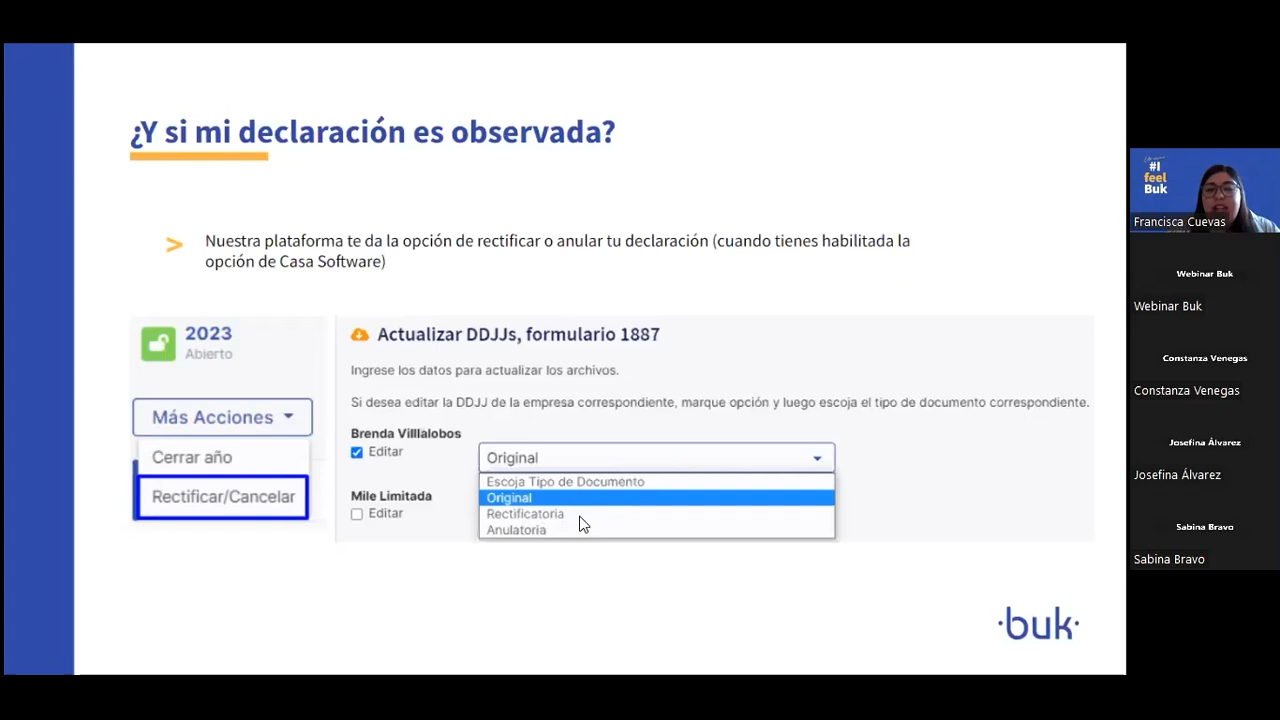 ¿Y si mi declaración es observada?
> Nuestra plataforma te da la opción de rectificar o anular tu declaración (cuando tienes habilitada la
opción de Casa Software)
2023
Abierto
Más Acciones
Cerrar año
Rectificar/Cancelar
Actualizar DDJJs, formulario 1887
Ingrese los datos para actualizar los archivos.
Si desea editar la DDJJ de la empresa correspondiente, marque opción y luego escoja el tipo de documento correspondiente.
Brenda Villlalobos
Editar
Original
Escoja Tipo de Documento
Original
Rectificatoria
Anulatoria
Mile Limitada
Editar
·buk·
#I
feel
Buk
Francisca Cuevas
Webinar Buk
Webinar Buk
Constanza Venegas
Constanza Venegas
Josefina Álvarez
Josefina Álvarez
Sabina Bravo
Sabina Bravo